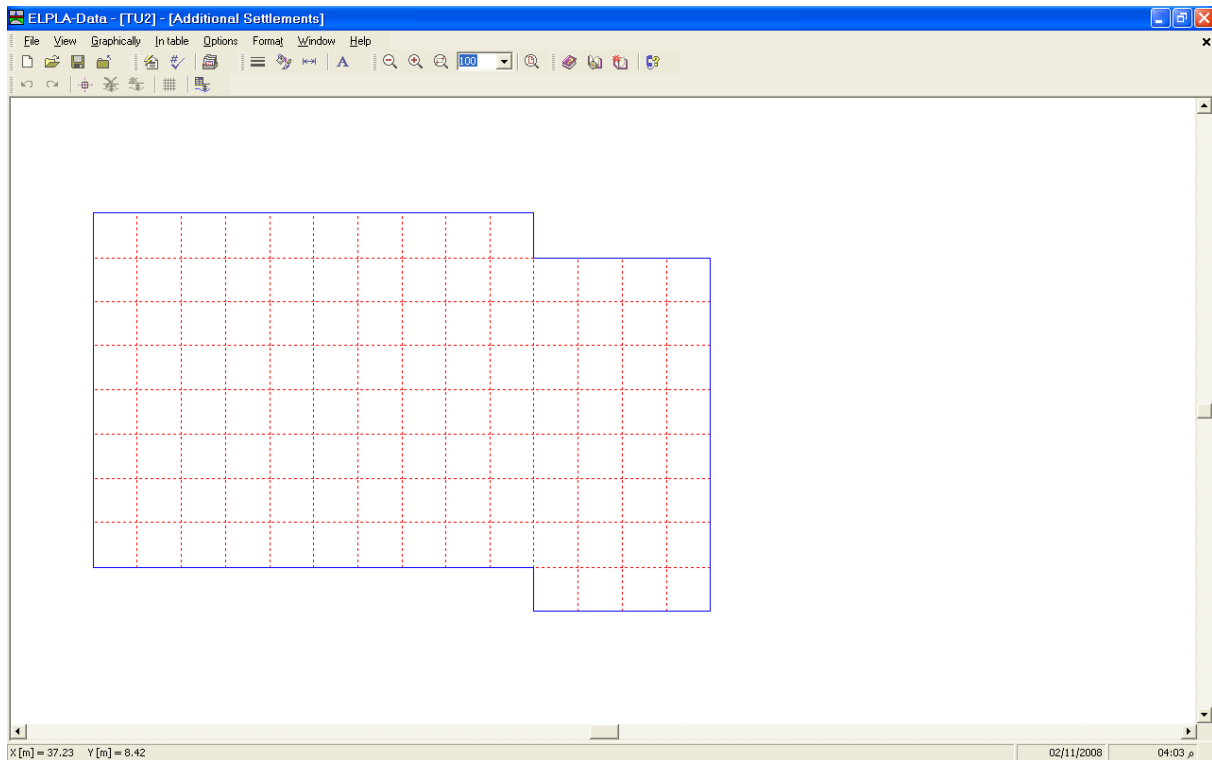 ELPLA-Data - [TU2] - [Additional Settlements]
File View Graphically In table Options Format Window Help
100
X [m] = 37.23 Y [m] = 8.42 02/11/2008 04:03 م